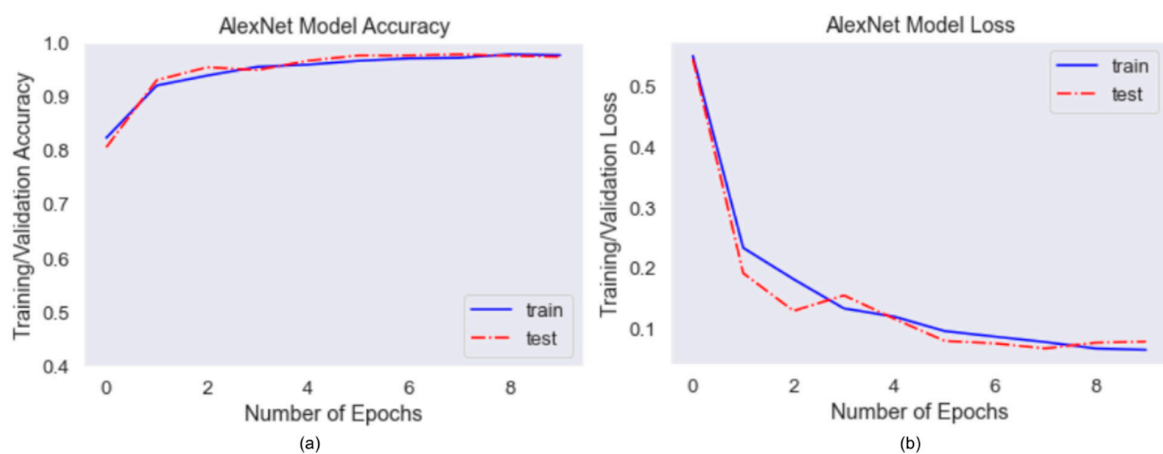 AlexNet Model Accuracy
Training/Validation Accuracy
1.0
0.9
0.8
0.7
0.6
0.5
0.4
train
test
0 2 4 6 8
Number of Epochs
(a)
AlexNet Model Loss
Training/Validation Loss
0.5
0.4
0.3
0.2
0.1
train
test
0 2 4 6 8
Number of Epochs
(b)